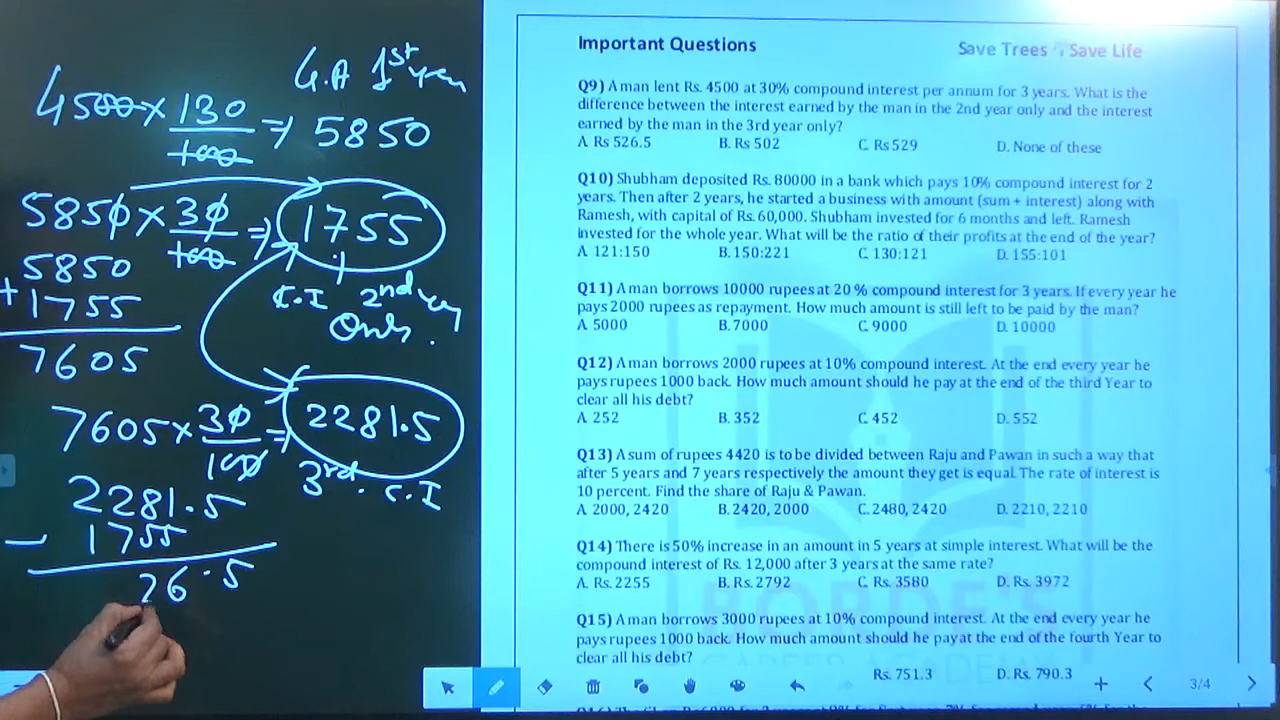 G.A 1st year
4500 × 130/100 ⇒ 5850
5850 × 30/100 ⇒ 1755
5850
+ 1755
7605
C.I 2nd year
Only.
7605 × 30/100 ⇒ 2281.5
3rd. C.I
2281.5
- 1755
26.5
Important Questions
Save Trees Save Life
Q9) A man lent Rs. 4500 at 30% compound interest per annum for 3 years. What is the
difference between the interest earned by the man in the 2nd year only and the interest
earned by the man in the 3rd year only?
A. Rs 526.5 B. Rs 502 C. Rs 529 D. None of these
Q10) Shubham deposited Rs. 80000 in a bank which pays 10% compound interest for 2
years. Then after 2 years, he started a business with amount (sum + interest) along with
Ramesh, with capital of Rs. 60,000. Shubham invested for 6 months and left. Ramesh
invested for the whole year. What will be the ratio of their profits at the end of the year?
A. 121:150 B. 150:221 C. 130:121 D. 155:101
Q11) A man borrows 10000 rupees at 20 % compound interest for 3 years. If every year he
pays 2000 rupees as repayment. How much amount is still left to be paid by the man?
A. 5000 B. 7000 C. 9000 D. 10000
Q12) A man borrows 2000 rupees at 10% compound interest. At the end every year he
pays rupees 1000 back. How much amount should he pay at the end of the third Year to
clear all his debt?
A. 252 B. 352 C. 452 D. 552
Q13) A sum of rupees 4420 is to be divided between Raju and Pawan in such a way that
after 5 years and 7 years respectively the amount they get is equal. The rate of interest is
10 percent. Find the share of Raju & Pawan.
A. 2000, 2420 B. 2420, 2000 C. 2480, 2420 D. 2210, 2210
Q14) There is 50% increase in an amount in 5 years at simple interest. What will be the
compound interest of Rs. 12,000 after 3 years at the same rate?
A. Rs. 2255 B. Rs. 2792 C. Rs. 3580 D. Rs. 3972
Q15) A man borrows 3000 rupees at 10% compound interest. At the end every year he
pays rupees 1000 back. How much amount should he pay at the end of the fourth Year to
clear all his debt?
Rs. 751.3 D. Rs. 790.3
3/4